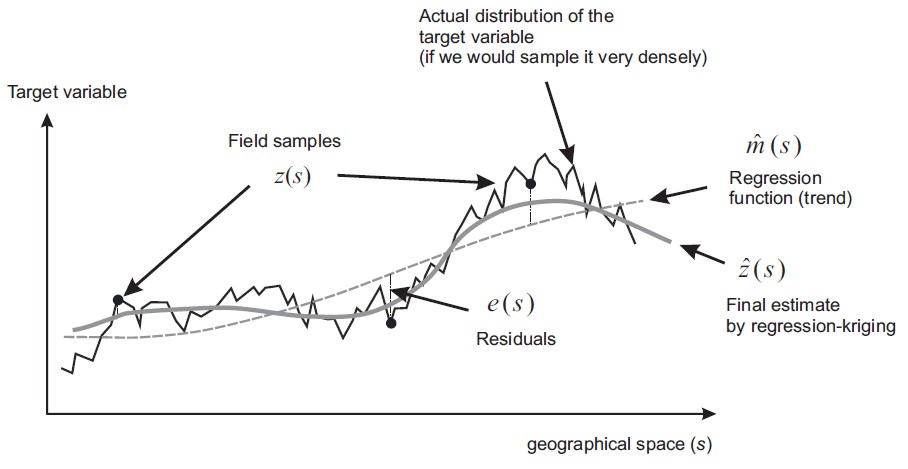 Actual distribution of the
target variable
(if we would sample it very densely)
Target variable
Field samples
z(s)
m̂(s)
Regression
function (trend)
ẑ(s)
Final estimate
by regression-kriging
e(s)
Residuals
geographical space (s)